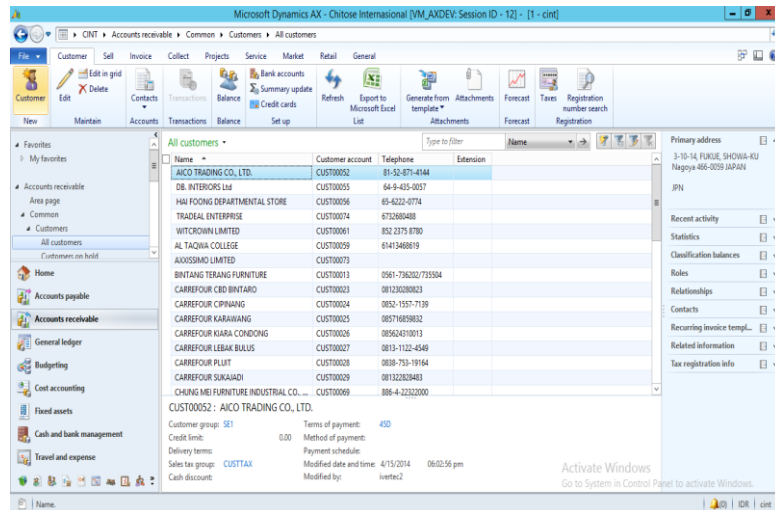 Microsoft Dynamics AX - Chitose Internasional [VM_AXDEV: Session ID - 12] - [1 - cint]
CINT ▸ Accounts receivable ▸ Common ▸ Customers ▸ All customers
File Customer Sell Invoice Collect Projects Service Market Retail General
Customer
Edit
Edit in grid
Delete
Contacts
Transactions
Balance
Bank accounts
Summary update
Credit cards
Refresh
Export to Microsoft Excel
Generate from template
Attachments
Forecast
Taxes
Registration number search
New Maintain Accounts Transactions Balance Set up List Attachments Forecast Registration
Favorites
My favorites
Accounts receivable
Area page
Common
Customers
All customers
Customers on hold
Home
Accounts payable
Accounts receivable
General ledger
Budgeting
Cost accounting
Fixed assets
Cash and bank management
Travel and expense
All customers
Type to filter Name
Name Customer account Telephone Extension
AICO TRADING CO., LTD. CUST00052 81-52-871-4144
DB. INTERIORS Ltd CUST00055 64-9-435-0057
HAI FOONG DEPARTMENTAL STORE CUST00056 65-6222-0774
TRADEAL ENTERPRISE CUST00074 6732680488
WITCROWN LIMITED CUST00061 852 2375 8780
AL TAQWA COLLEGE CUST00059 61413468619
AIXXISSIMO LIMITED CUST00073
BINTANG TERANG FURNITURE CUST00013 0561-736202/735504
CARREFOUR CBD BINTARO CUST00023 081230280823
CARREFOUR CIPINANG CUST00024 0852-1557-7139
CARREFOUR KARAWANG CUST00025 085716859832
CARREFOUR KIARA CONDONG CUST00026 085624310013
CARREFOUR LEBAK BULUS CUST00027 0813-1122-4549
CARREFOUR PLUIT CUST00028 0838-753-19164
CARREFOUR SUKAJADI CUST00029 081322828483
CHUNG MEI FURNITURE INDUSTRIAL CO. ... CUST00069 886-4-22322000
CUST00052 : AICO TRADING CO., LTD.
Customer group: SE1 Terms of payment: 45D
Credit limit: 0.00 Method of payment:
Delivery terms: Payment schedule:
Sales tax group: CUSTTAX Modified date and time: 4/15/2014 06:02:56 pm
Cash discount: Modified by: ivertec2
Primary address
3-10-14, FUKUE, SHOWA-KU
Nagoya 466-0059 JAPAN
JPN
Recent activity
Statistics
Classification balances
Roles
Relationships
Contacts
Recurring invoice templ...
Related information
Tax registration info
Activate Windows
Go to System in Control Panel to activate Windows.
Name.
(0) IDR cint